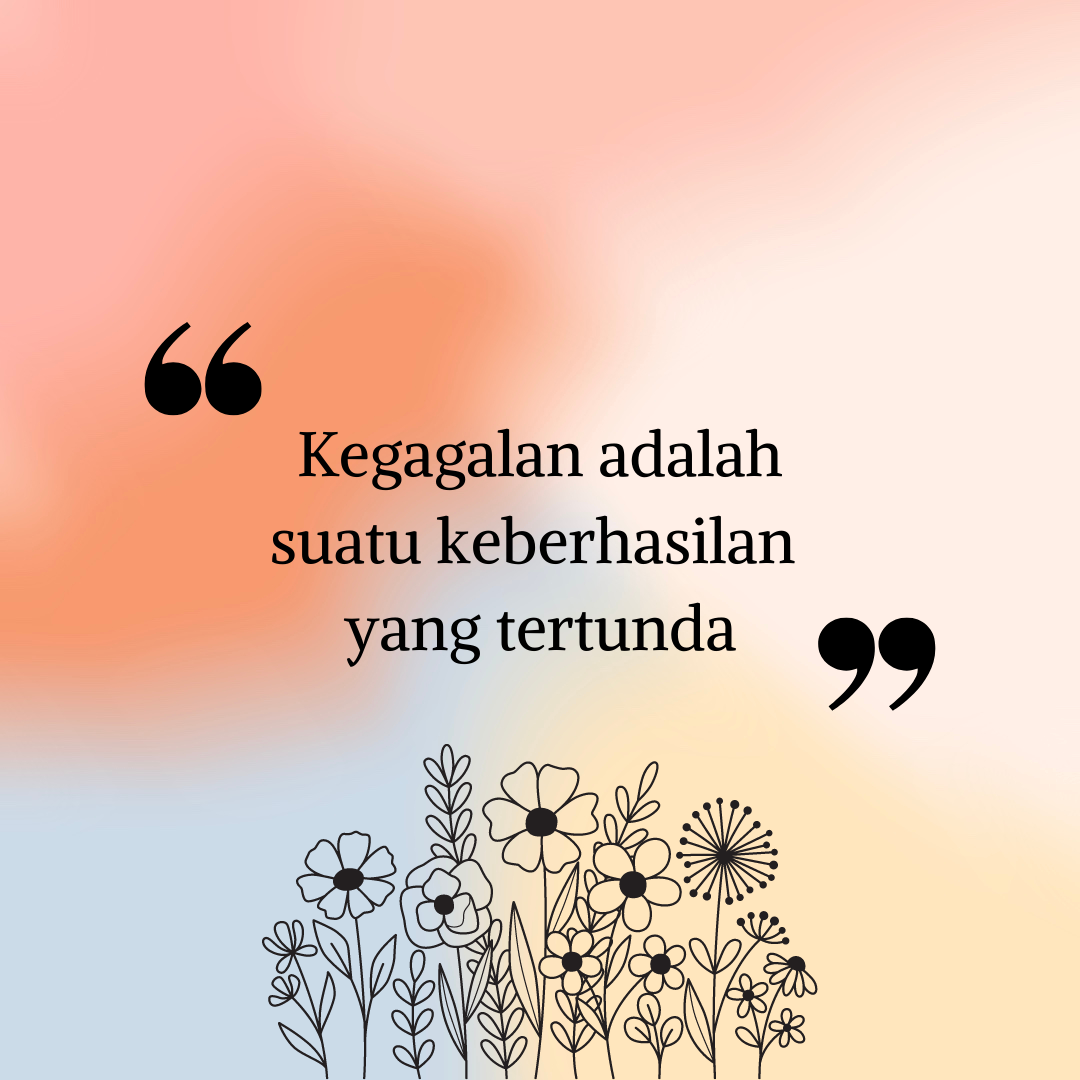 “
Kegagalan adalah
suatu keberhasilan
yang tertunda
”